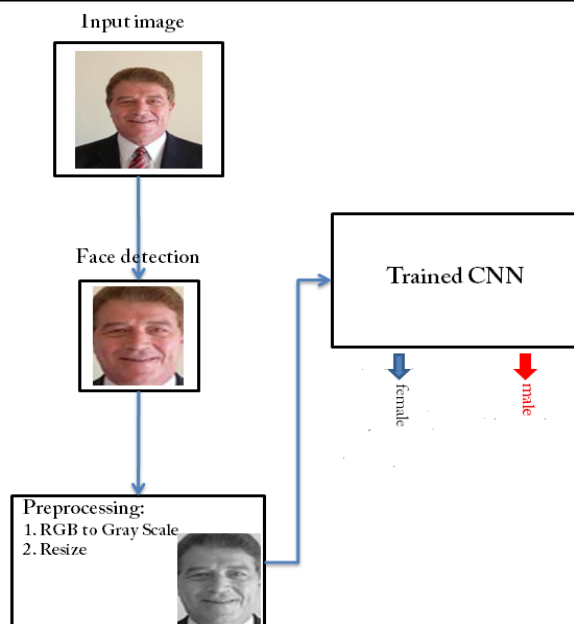 Input image
Face detection
Preprocessing:
1. RGB to Gray Scale
2. Resize
Trained CNN
female
male